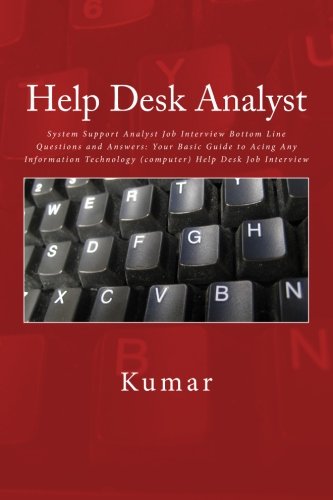 Help Desk Analyst
System Support Analyst Job Interview Bottom Line
Questions and Answers: Your Basic Guide to Acing Any
Information Technology (computer) Help Desk Job Interview
W E R T Y
S D F G H
X C V B N
Kumar